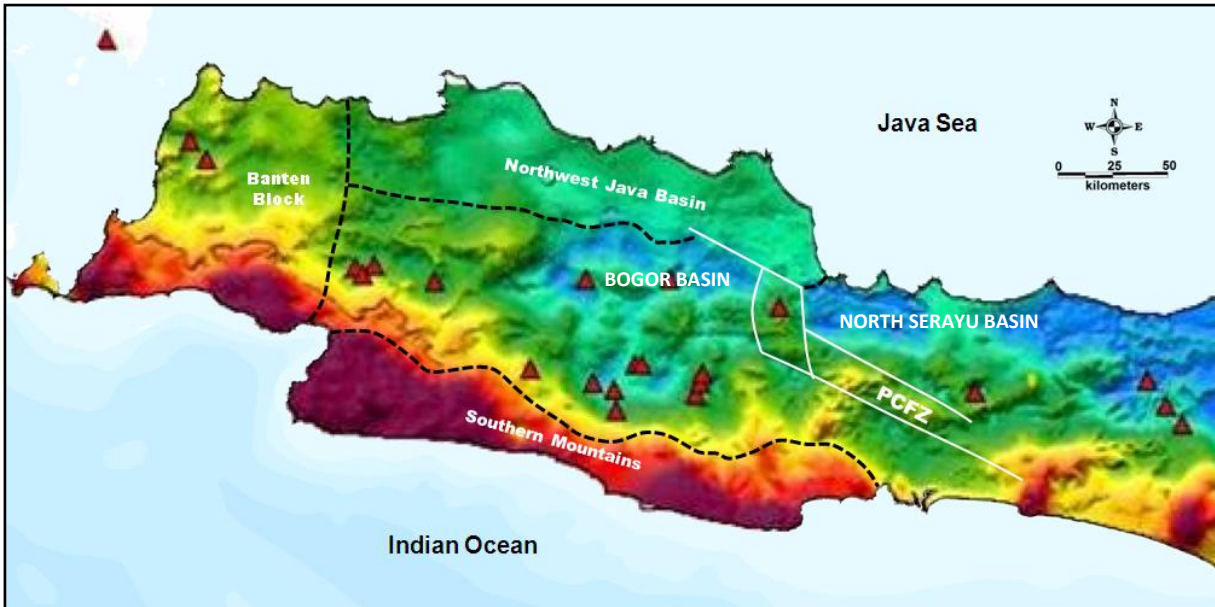 Java Sea
N
W E
S
0 25 50
kilometers
Banten
Block
Northwest Java Basin
BOGOR BASIN
NORTH SERAYU BASIN
PCFZ
Southern Mountains
Indian Ocean